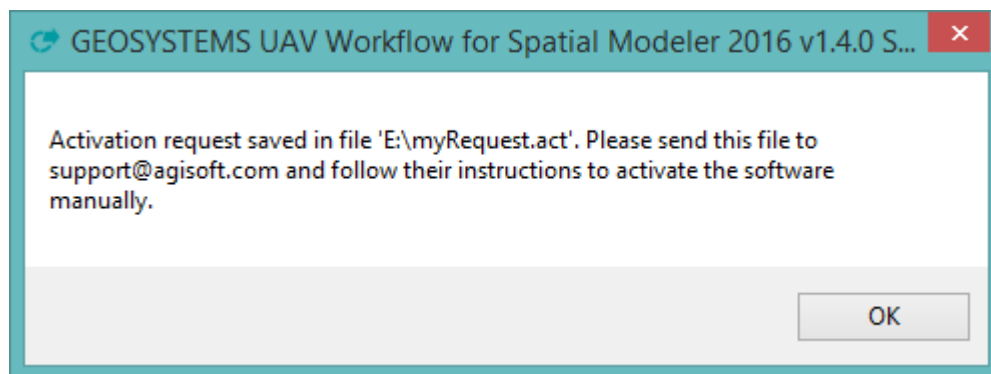 GEOSYSTEMS UAV Workflow for Spatial Modeler 2016 v1.4.0 S...
Activation request saved in file 'E:\myRequest.act'. Please send this file to
support@agisoft.com and follow their instructions to activate the software
manually.
OK